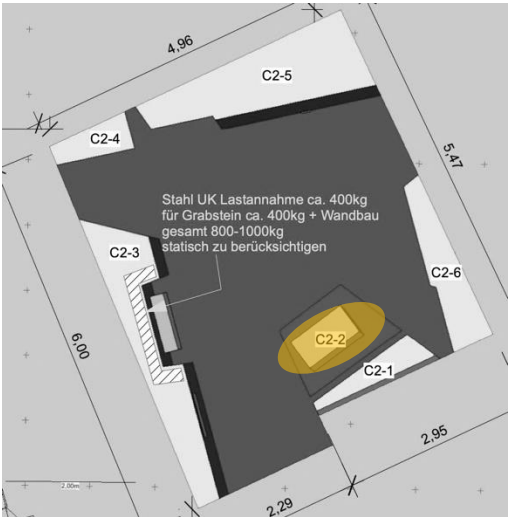 4,96
C2-5
C2-4
5,47
Stahl UK Lastannahme ca. 400kg
für Grabstein ca. 400kg + Wandbau
gesamt 800-1000kg
statisch zu berücksichtigen
C2-3
C2-6
6,00
C2-2
C2-1
2,95
2,00m
2,29